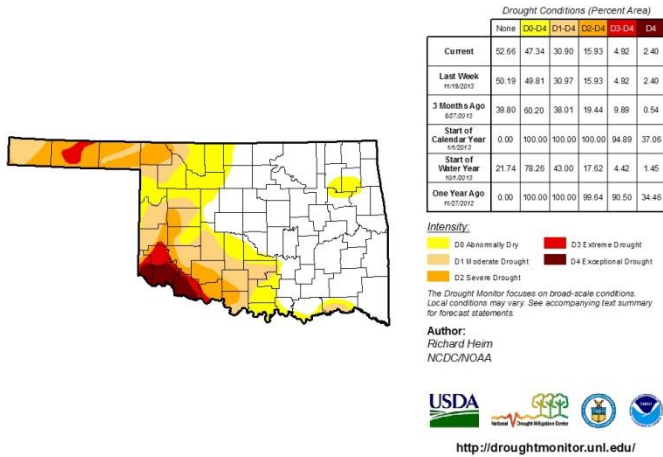 Drought Conditions (Percent Area)
None D0-D4 D1-D4 D2-D4 D3-D4 D4
Current 52.66 47.34 30.90 15.93 4.92 2.40
Last Week 11/19/2013 50.19 49.81 30.97 15.93 4.92 2.40
3 Months Ago 8/27/2013 39.80 60.20 38.01 19.44 9.89 0.54
Start of Calendar Year 1/1/2013 0.00 100.00 100.00 100.00 94.89 37.06
Start of Water Year 10/1/2013 21.74 78.26 43.00 17.62 4.42 1.45
One Year Ago 11/27/2012 0.00 100.00 100.00 99.64 90.50 34.46
Intensity:
D0 Abnormally Dry
D1 Moderate Drought
D2 Severe Drought
D3 Extreme Drought
D4 Exceptional Drought
The Drought Monitor focuses on broad-scale conditions.
Local conditions may vary. See accompanying text summary
for forecast statements.
Author:
Richard Heim
NCDC/NOAA
USDA
National Drought Mitigation Center
http://droughtmonitor.unl.edu/